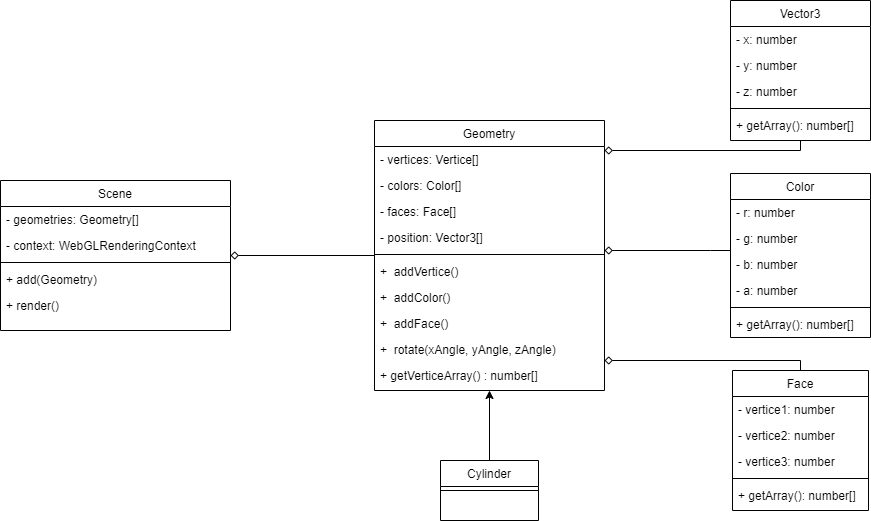 Vector3
- x: number
- y: number
- z: number
+ getArray(): number[]
Geometry
- vertices: Vertice[]
- colors: Color[]
- faces: Face[]
- position: Vector3[]
+  addVertice()
+  addColor()
+  addFace()
+  rotate(xAngle, yAngle, zAngle)
+ getVerticeArray() : number[]
Scene
- geometries: Geometry[]
- context: WebGLRenderingContext
+ add(Geometry)
+ render()
Color
- r: number
- g: number
- b: number
- a: number
+ getArray(): number[]
Face
- vertice1: number
- vertice2: number
- vertice3: number
+ getArray(): number[]
Cylinder